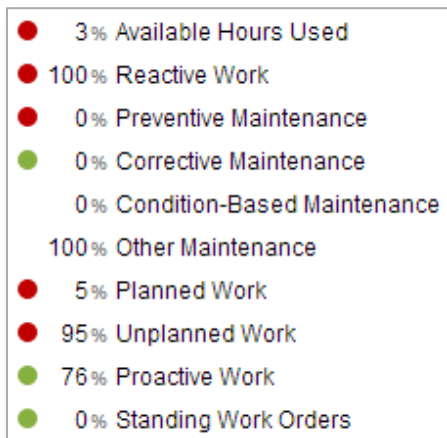 3% Available Hours Used
100% Reactive Work
0% Preventive Maintenance
0% Corrective Maintenance
0% Condition-Based Maintenance
100% Other Maintenance
5% Planned Work
95% Unplanned Work
76% Proactive Work
0% Standing Work Orders